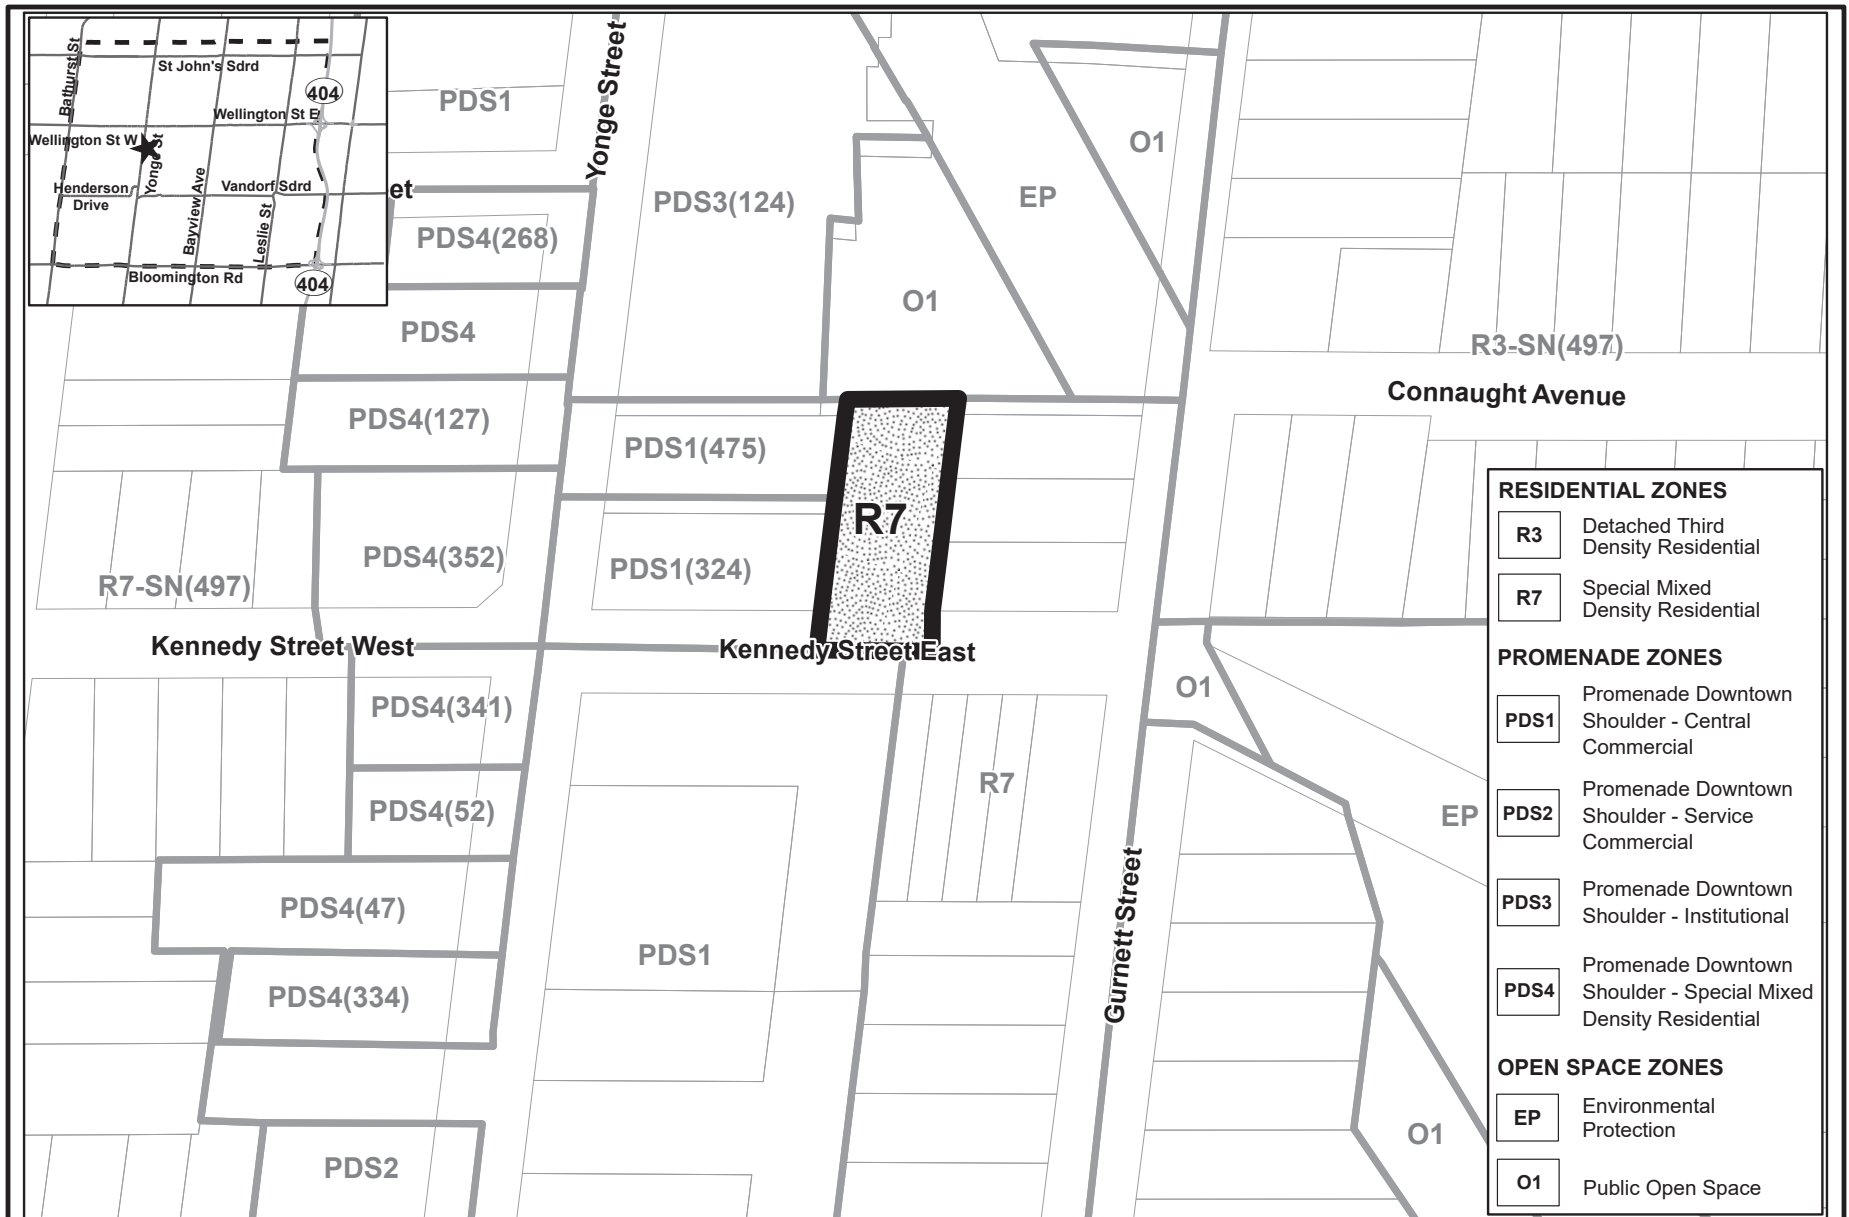 Bathurst St
St John's Sdrd
404
Wellington St E
Wellington St W
Yonge St
Henderson
Drive
Vandorf Sdrd
Bayview Ave
Leslie St
Bloomington Rd
404
et
Yonge Street
PDS1
PDS3(124)
O1
EP
PDS4(268)
O1
PDS4
R3-SN(497)
Connaught Avenue
PDS4(127)
PDS1(475)
R7
PDS4(352)
PDS1(324)
R7-SN(497)
Kennedy Street West
Kennedy Street East
O1
PDS4(341)
R7
PDS4(52)
EP
PDS4(47)
Gurnett Street
PDS1
PDS4(334)
O1
PDS2
RESIDENTIAL ZONES
R3
Detached Third
Density Residential
R7
Special Mixed
Density Residential
PROMENADE ZONES
PDS1
Promenade Downtown
Shoulder - Central
Commercial
PDS2
Promenade Downtown
Shoulder - Service
Commercial
PDS3
Promenade Downtown
Shoulder - Institutional
PDS4
Promenade Downtown
Shoulder - Special Mixed
Density Residential
OPEN SPACE ZONES
EP
Environmental
Protection
O1
Public Open Space